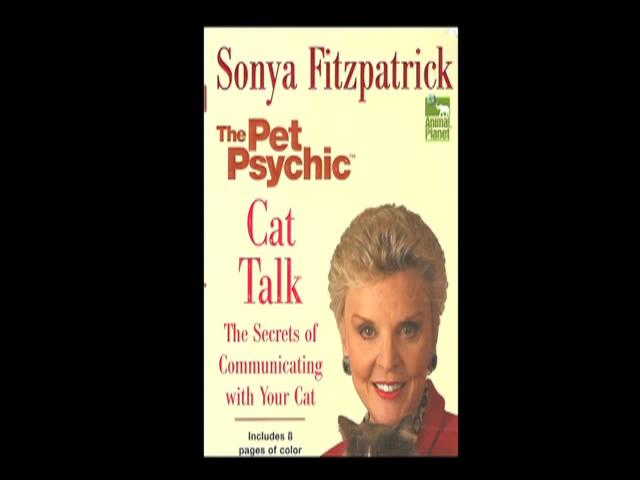 Sonya Fitzpatrick
Animal
Planet
The Pet
Psychic™
Cat
Talk
The Secrets of
Communicating
with Your Cat
Includes 8
pages of color